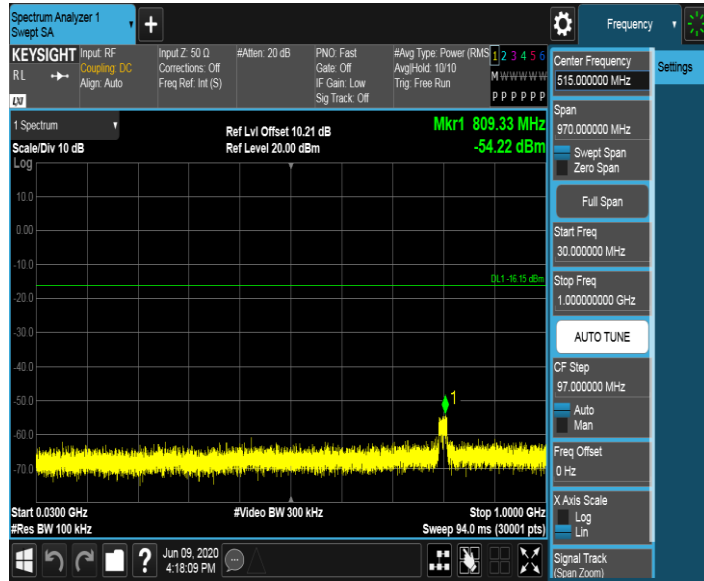 Spectrum Analyzer 1
Swept SA
+
Frequency
KEYSIGHT
RL
LXI
Input: RF
Coupling: DC
Align: Auto
Input Z: 50 Ω
Corrections: Off
Freq Ref: Int (S)
#Atten: 20 dB
PNO: Fast
Gate: Off
IF Gain: Low
Sig Track: Off
#Avg Type: Power (RMS
Avg|Hold: 10/10
Trig: Free Run
1 2 3 4 5 6
M W W W W W
P P P P P P
1 Spectrum
Scale/Div 10 dB
Log
Ref Lvl Offset 10.21 dB
Ref Level 20.00 dBm
Mkr1 809.33 MHz
-54.22 dBm
10.0
0.00
-10.0
DL1 -16.15 dBm
-20.0
-30.0
-40.0
-50.0
1
-60.0
-70.0
Start 0.0300 GHz
#Res BW 100 kHz
#Video BW 300 kHz
Stop 1.0000 GHz
Sweep 94.0 ms (30001 pts)
?
Jun 09, 2020
4:18:09 PM
Center Frequency
515.000000 MHz
Span
970.000000 MHz
Swept Span
Zero Span
Full Span
Start Freq
30.000000 MHz
Stop Freq
1.000000000 GHz
AUTO TUNE
CF Step
97.000000 MHz
Auto
Man
Freq Offset
0 Hz
X Axis Scale
Log
Lin
Signal Track
(Span Zoom)
Settings